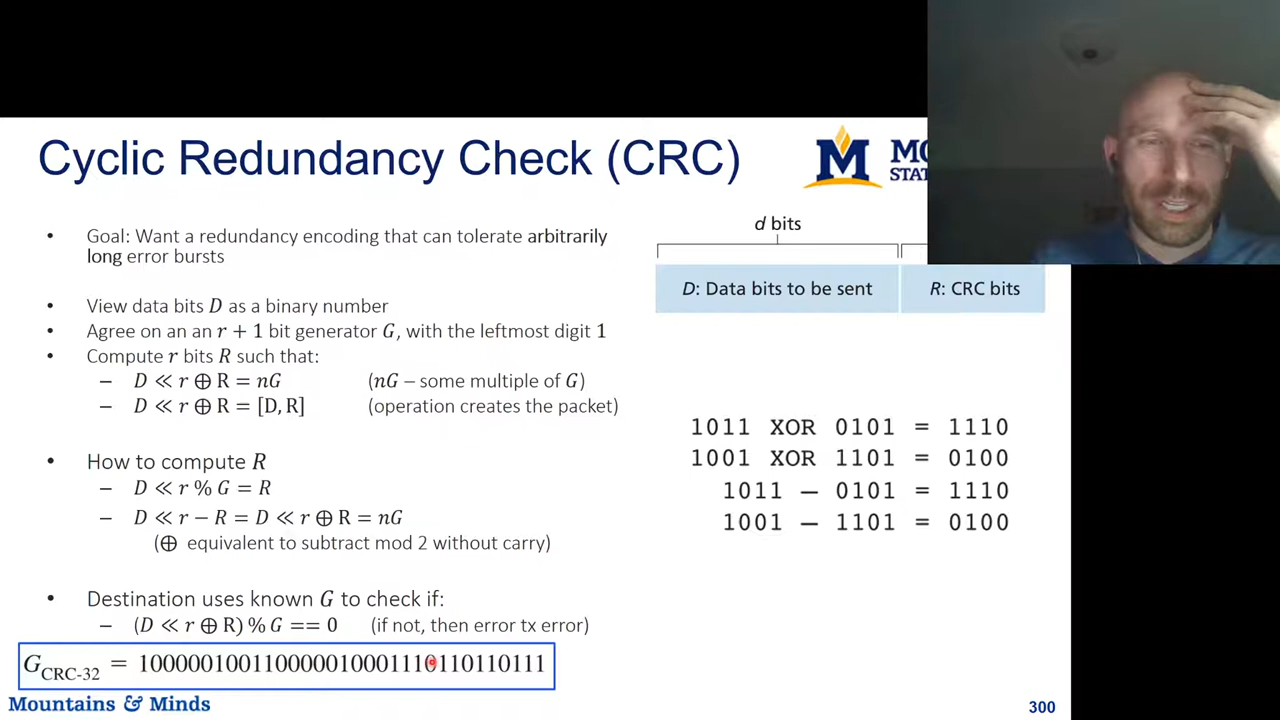 Cyclic Redundancy Check (CRC)
M
STAT
• Goal: Want a redundancy encoding that can tolerate arbitrarily
long error bursts
• View data bits D as a binary number
• Agree on an an r + 1 bit generator G, with the leftmost digit 1
• Compute r bits R such that:
– D ≪ r ⊕ R = nG (nG – some multiple of G)
– D ≪ r ⊕ R = [D, R] (operation creates the packet)
• How to compute R
– D ≪ r % G = R
– D ≪ r − R = D ≪ r ⊕ R = nG
(⊕ equivalent to subtract mod 2 without carry)
• Destination uses known G to check if:
– (D ≪ r ⊕ R) % G == 0 (if not, then error tx error)
G CRC-32 = 100000100110000010001110110110111
Mountains & Minds
d bits
D: Data bits to be sent
R: CRC bits
1011 XOR 0101 = 1110
1001 XOR 1101 = 0100
1011 – 0101 = 1110
1001 – 1101 = 0100
300